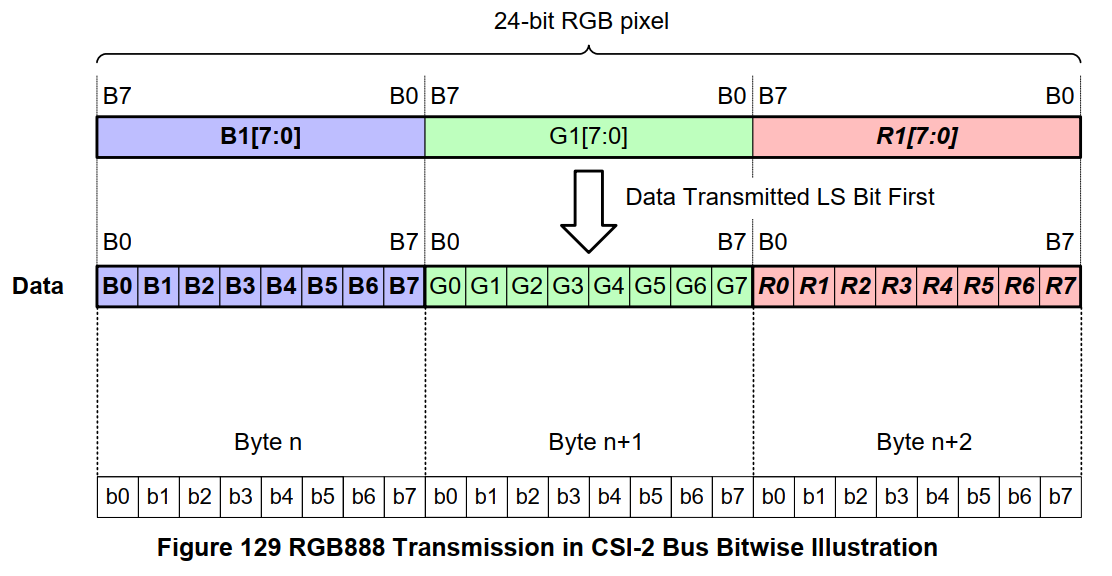 24-bit RGB pixel
B7 B0 B7 B0 B7 B0
B1[7:0] G1[7:0] R1[7:0]
Data Transmitted LS Bit First
B0 B7 B0 B7 B0 B7
Data B0 B1 B2 B3 B4 B5 B6 B7 G0 G1 G2 G3 G4 G5 G6 G7 R0 R1 R2 R3 R4 R5 R6 R7
Byte n Byte n+1 Byte n+2
b0 b1 b2 b3 b4 b5 b6 b7 b0 b1 b2 b3 b4 b5 b6 b7 b0 b1 b2 b3 b4 b5 b6 b7
Figure 129 RGB888 Transmission in CSI-2 Bus Bitwise Illustration